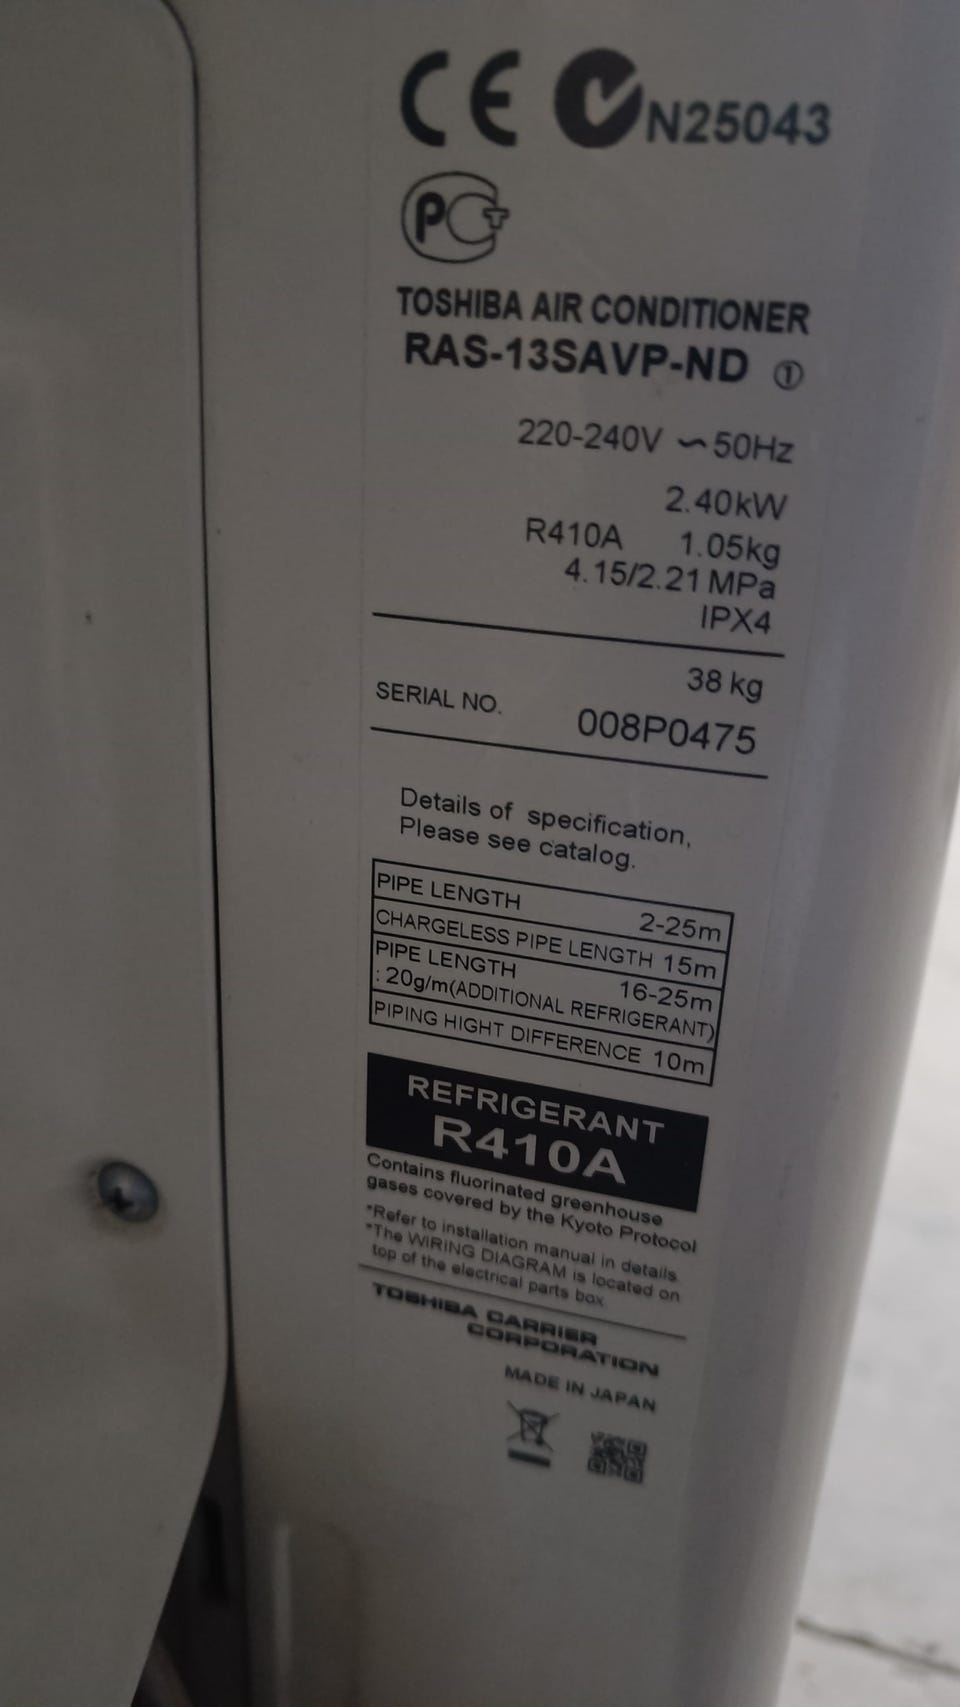 CE N25043
PCT
TOSHIBA AIR CONDITIONER
RAS-13SAVP-ND ①
220-240V ~ 50Hz
2.40kW
R410A 1.05kg
4.15/2.21 MPa
IPX4
38 kg
SERIAL NO. 008P0475
Details of specification,
Please see catalog.
PIPE LENGTH 2-25m
CHARGELESS PIPE LENGTH 15m
PIPE LENGTH 16-25m
: 20g/m(ADDITIONAL REFRIGERANT)
PIPING HIGHT DIFFERENCE 10m
REFRIGERANT
R410A
Contains fluorinated greenhouse
gases covered by the Kyoto Protocol
*Refer to installation manual in details.
*The WIRING DIAGRAM is located on
top of the electrical parts box.
TOSHIBA CARRIER
CORPORATION
MADE IN JAPAN